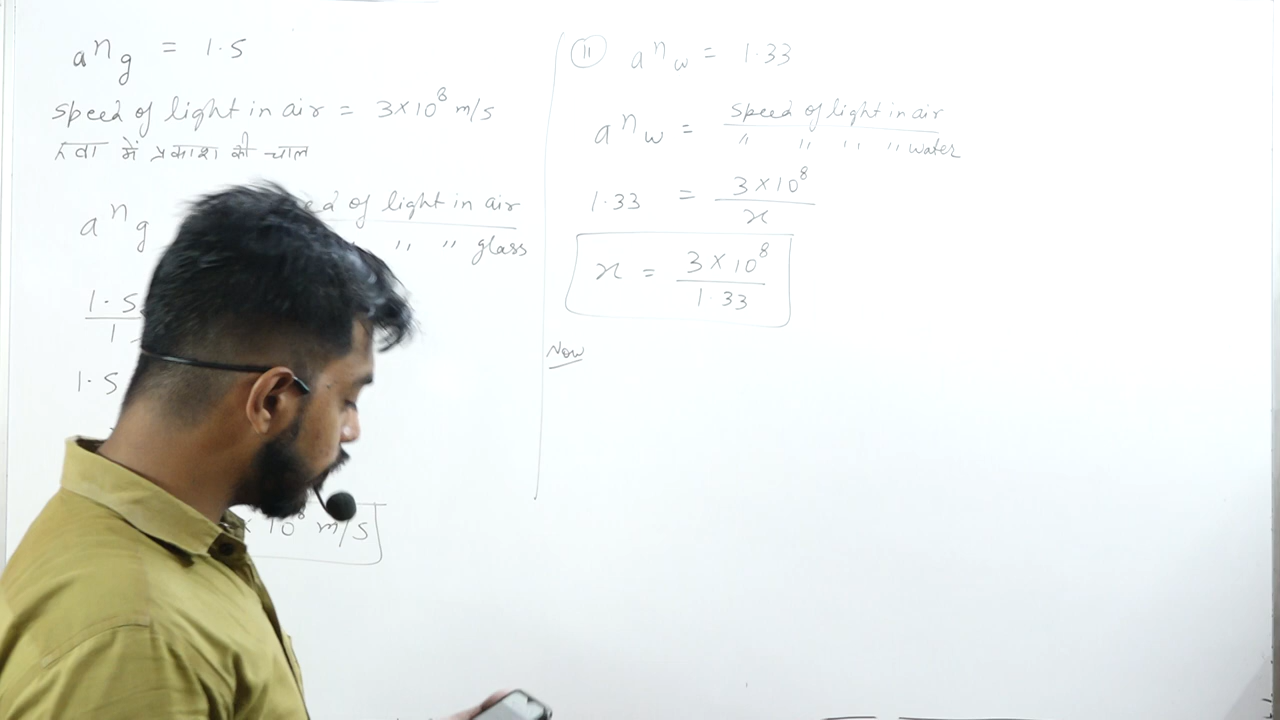 ang = 1.5
speed of light in air = 3×10⁸ m/s
हवा में प्रकाश की चाल
ang of light in air
" " glass
1.5
1
1.5
× 10⁸ m/s
(ii) anw = 1.33
anw = speed of light in air
" " " " water
1.33 = 3×10⁸
x
x = 3×10⁸
1.33
Now